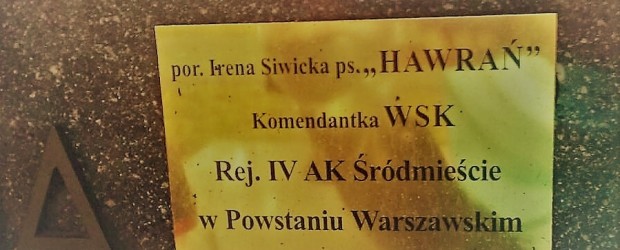 por. Irena Siwicka ps. „HAWRAŃ”
Komendantka WSK
Rej. IV AK Śródmieście
w Powstaniu Warszawskim